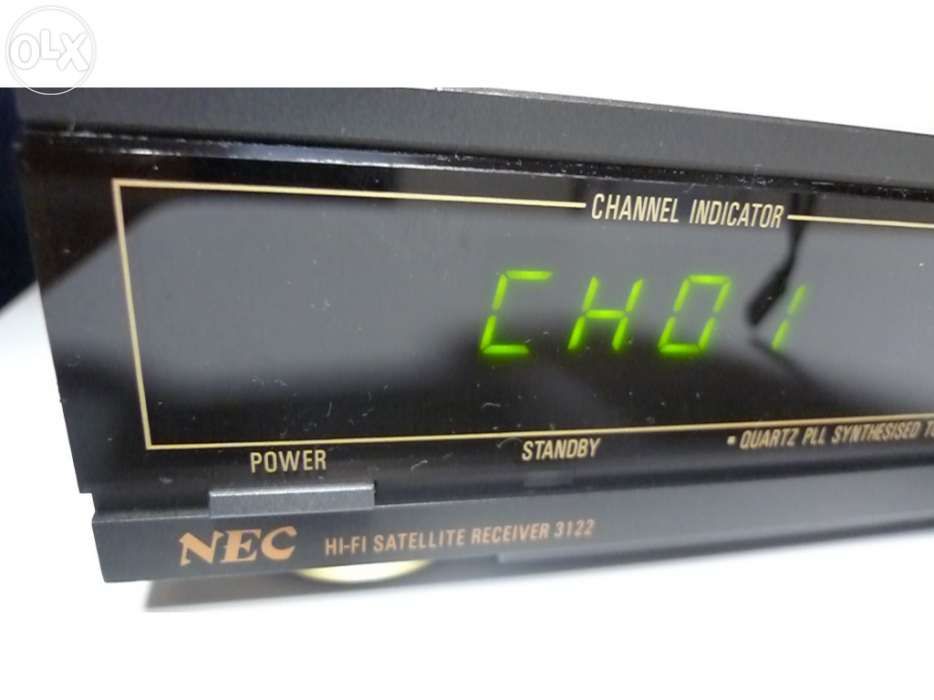 OLX
CHANNEL INDICATOR
CH01
POWER
STANDBY
▪ QUARTZ PLL SYNTHESISED
NEC HI-FI SATELLITE RECEIVER 3122